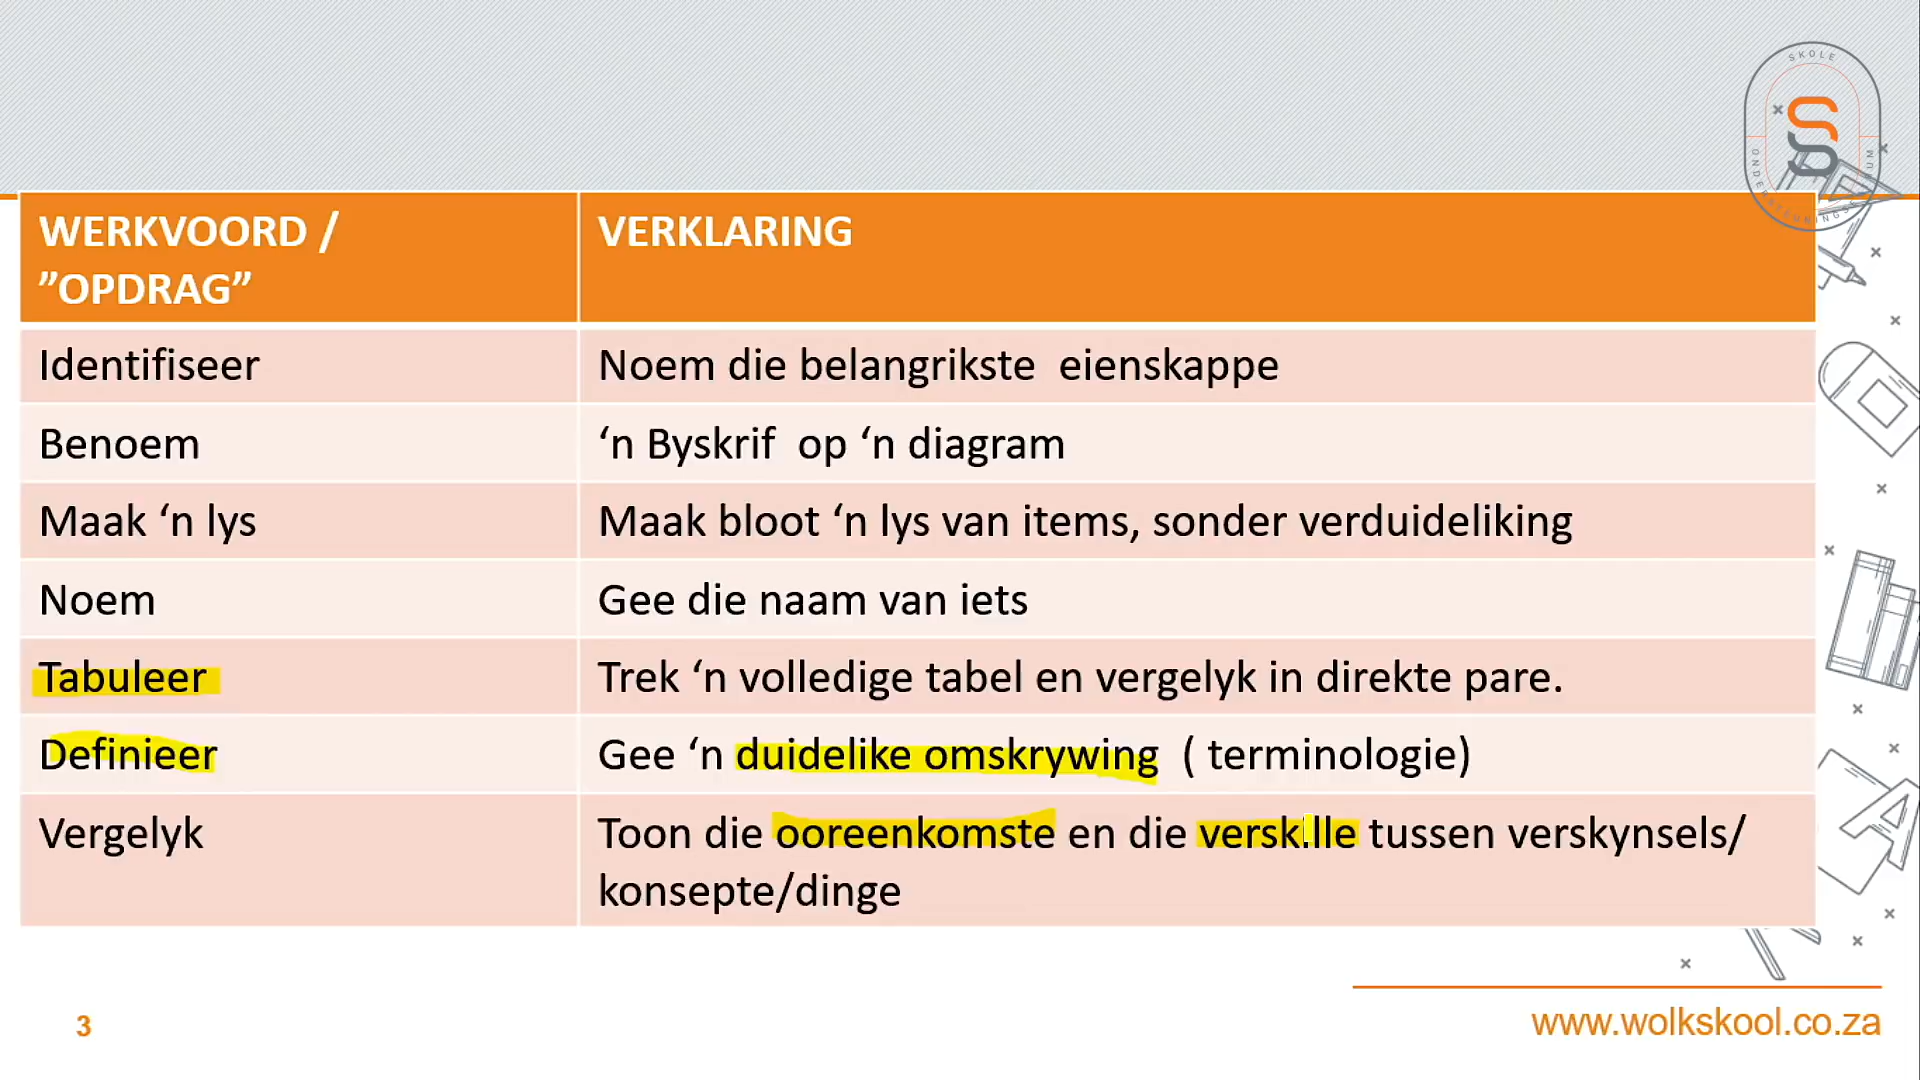 SKOLE
WERKVOORD /
”OPDRAG”
VERKLARING
Identifiseer
Noem die belangrikste eienskappe
Benoem
‘n Byskrif op ‘n diagram
Maak ‘n lys
Maak bloot ‘n lys van items, sonder verduideliking
Noem
Gee die naam van iets
Tabuleer
Trek ‘n volledige tabel en vergelyk in direkte pare.
Definieer
Gee ‘n duidelike omskrywing ( terminologie)
Vergelyk
Toon die ooreenkomste en die verskille tussen verskynsels/
konsepte/dinge
3
www.wolkskool.co.za